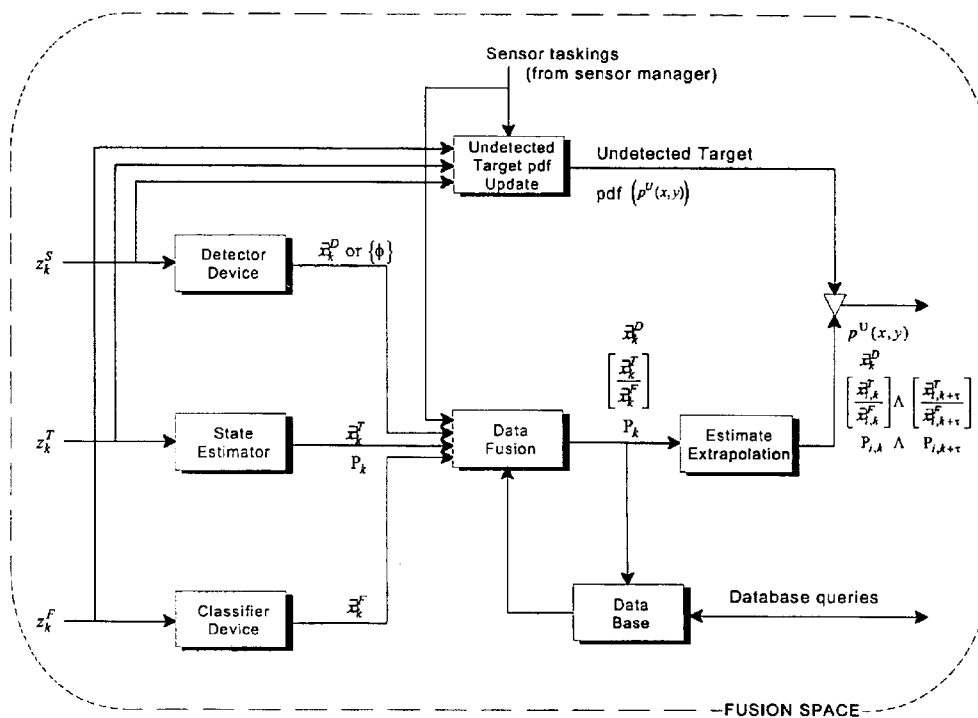 Sensor taskings
(from sensor manager)
Undetected
Target pdf
Update
Undetected Target
pdf (p^U(x,y))
z_k^S
Detector
Device
x̄_k^D or {ϕ}
p^U(x,y)
x̄_k^D
[x̄_{i,k}^T / x̄_{i,k}^F] Λ [x̄_{i,k+τ}^T / x̄_{i,k+τ}^F]
P_{i,k} Λ P_{i,k+τ}
x̄_k^D
[x̄_k^T / x̄_k^F]
P_k
z_k^T
State
Estimator
x̄_k^T
P_k
Data
Fusion
Estimate
Extrapolation
z_k^F
Classifier
Device
x̄_k^F
Data
Base
Database queries
FUSION SPACE